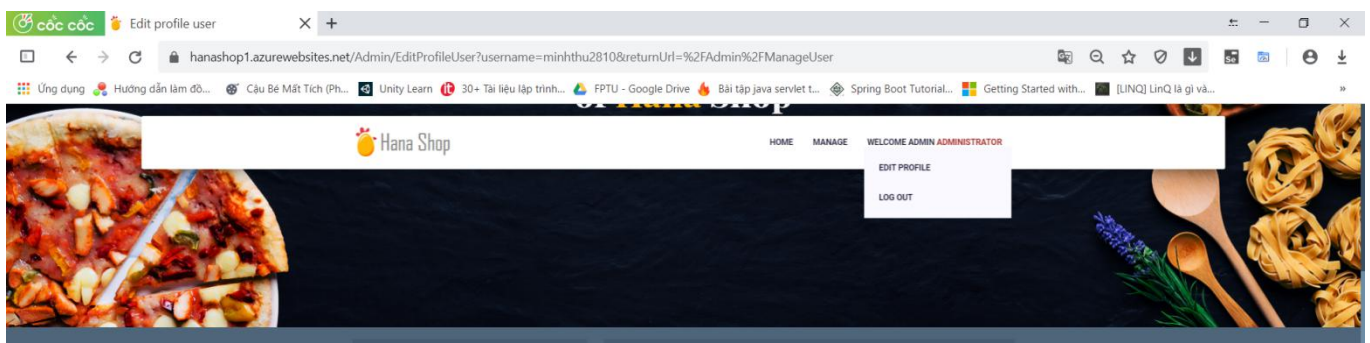 cốc cốc Edit profile user
hanashop1.azurewebsites.net/Admin/EditProfileUser?username=minhthu2810&returnUrl=%2FAdmin%2FManageUser
Ứng dụng Hướng dẫn làm đồ... Cậu Bé Mất Tích (Ph... Unity Learn 30+ Tài liệu lập trình... FPTU - Google Drive Bài tập java servlet t... Spring Boot Tutorial... Getting Started with... [LINQ] LinQ là gì và... »
of Hana Shop
Hana Shop HOME MANAGE WELCOME ADMIN ADMINISTRATOR
EDIT PROFILE
LOG OUT